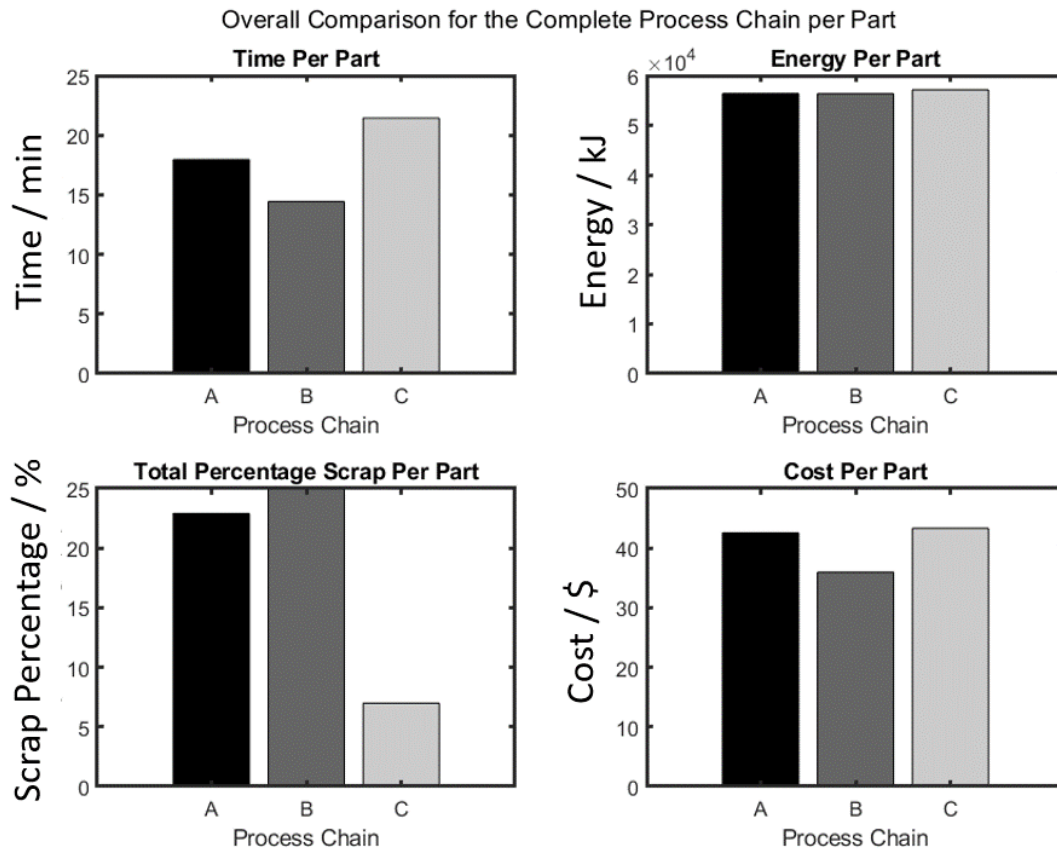 Overall Comparison for the Complete Process Chain per Part
Time Per Part
Time / min
25
20
15
10
5
0
A B C
Process Chain
Energy Per Part
×10⁴
Energy / kJ
6
5
4
3
2
1
0
A B C
Process Chain
Total Percentage Scrap Per Part
Scrap Percentage / %
25
20
15
10
5
0
A B C
Process Chain
Cost Per Part
Cost / $
50
40
30
20
10
0
A B C
Process Chain